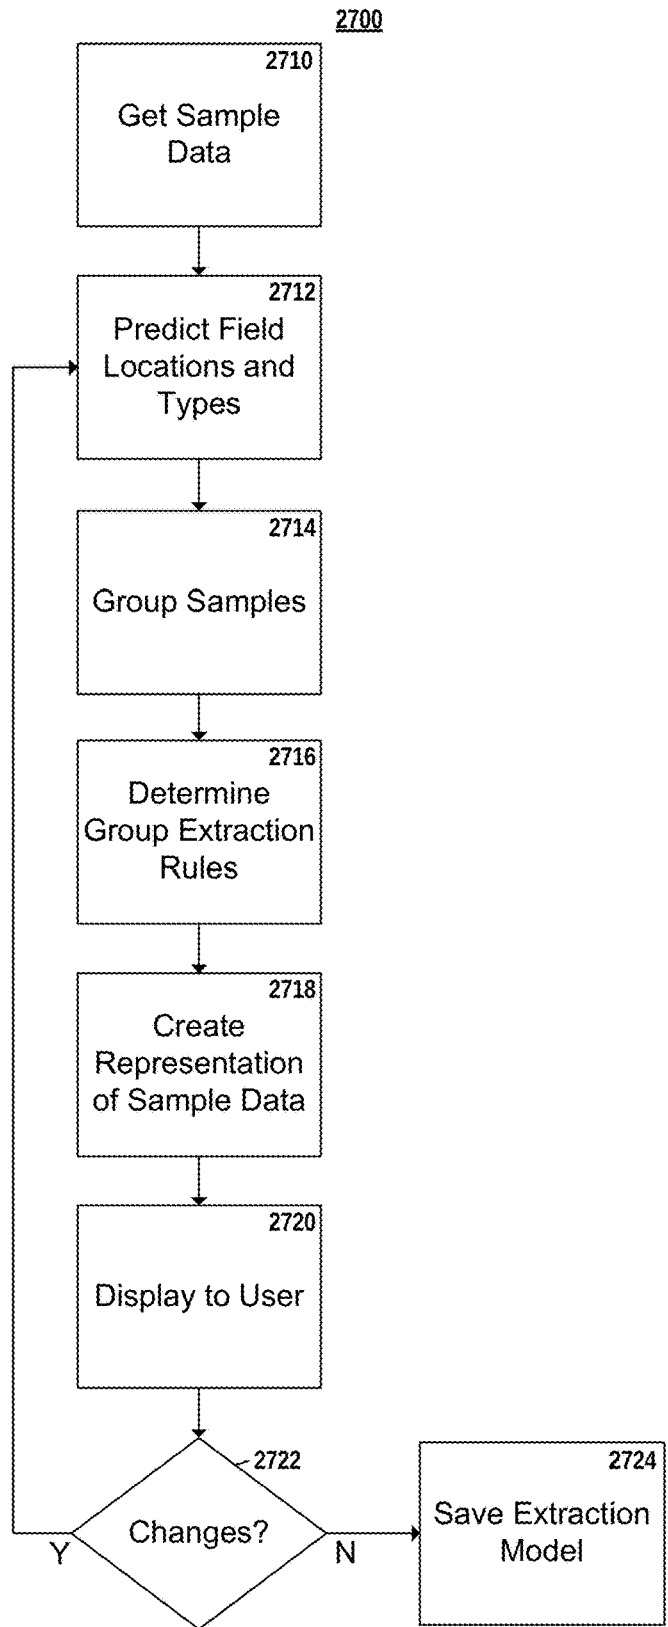 2700
2710
Get Sample
Data
2712
Predict Field
Locations and
Types
2714
Group Samples
2716
Determine
Group Extraction
Rules
2718
Create
Representation
of Sample Data
2720
Display to User
2722
Changes?
Y
N
2724
Save Extraction
Model